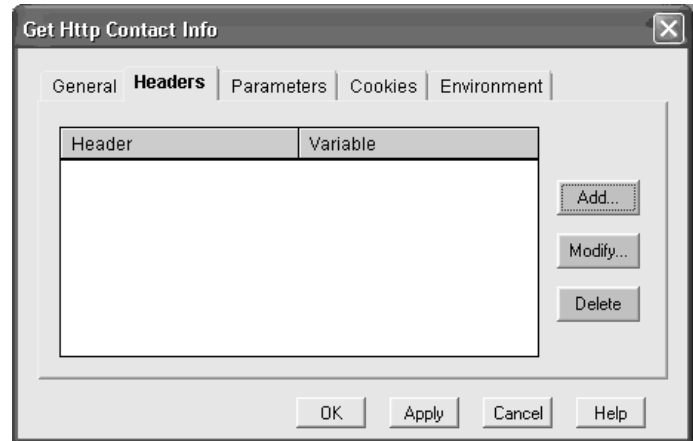 Get Http Contact Info
General Headers Parameters Cookies Environment
Header Variable
Add...
Modify...
Delete
OK Apply Cancel Help